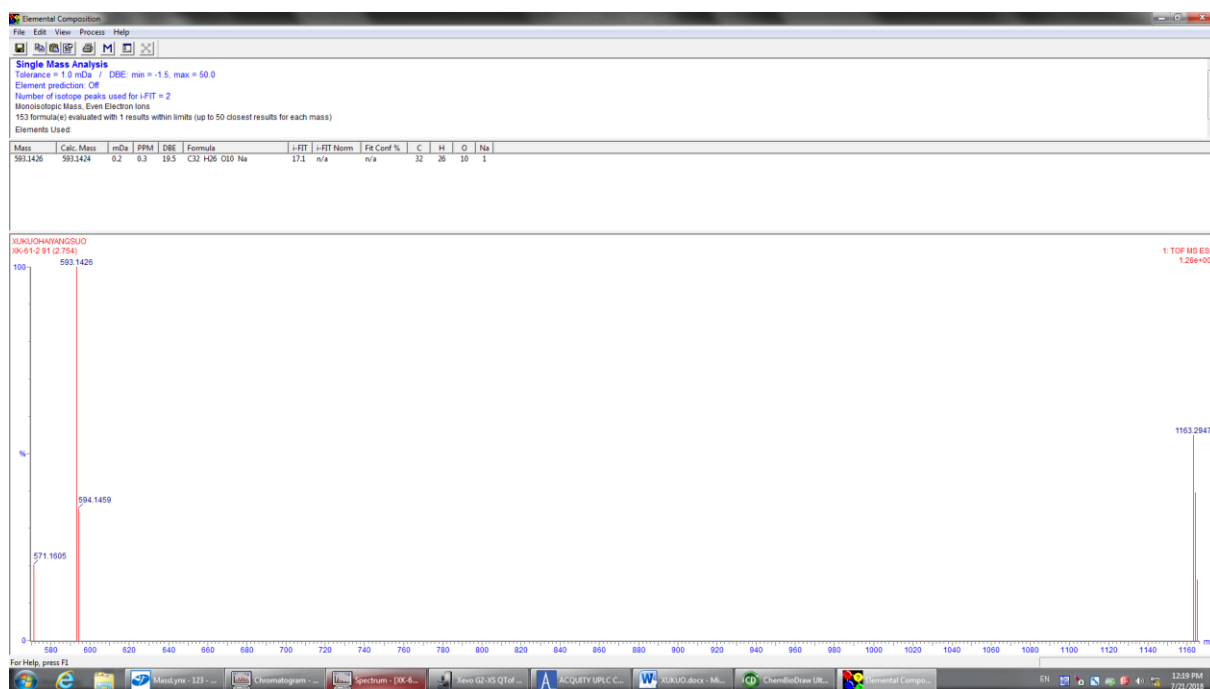 Elemental Composition
File Edit View Process Help
Single Mass Analysis
Tolerance = 1.0 mDa / DBE: min = -1.5, max = 50.0
Element prediction: Off
Number of isotope peaks used for i-FIT = 2
Monoisotopic Mass, Even Electron Ions
153 formula(e) evaluated with 1 results within limits (up to 50 closest results for each mass)
Elements Used:
Mass Calc. Mass mDa PPM DBE Formula i-FIT i-FIT Norm Fit Conf % C H O Na
593.1426 593.1424 0.2 0.3 19.5 C32 H26 O10 Na 17.1 n/a n/a 32 26 10 1
XUKUOHAIYANGSUO
XK-61-2 91 (2.754)
1: TOF MS ES
1.26e+00
593.1426
100
1163.2947
%
594.1459
571.1605
0
580 600 620 640 660 680 700 720 740 760 780 800 820 840 860 880 900 920 940 960 980 1000 1020 1040 1060 1080 1100 1120 1140 1160 m
For Help, press F1
MassLynx - 123 - ... Chromatogram - ... Spectrum - [XK-6... Xevo G2-XS QTof ... ACQUITY UPLC C... XUKUO.docx - Mi... ChemBioDraw Ult... Elemental Compo... EN 12:19 PM
7/21/2018